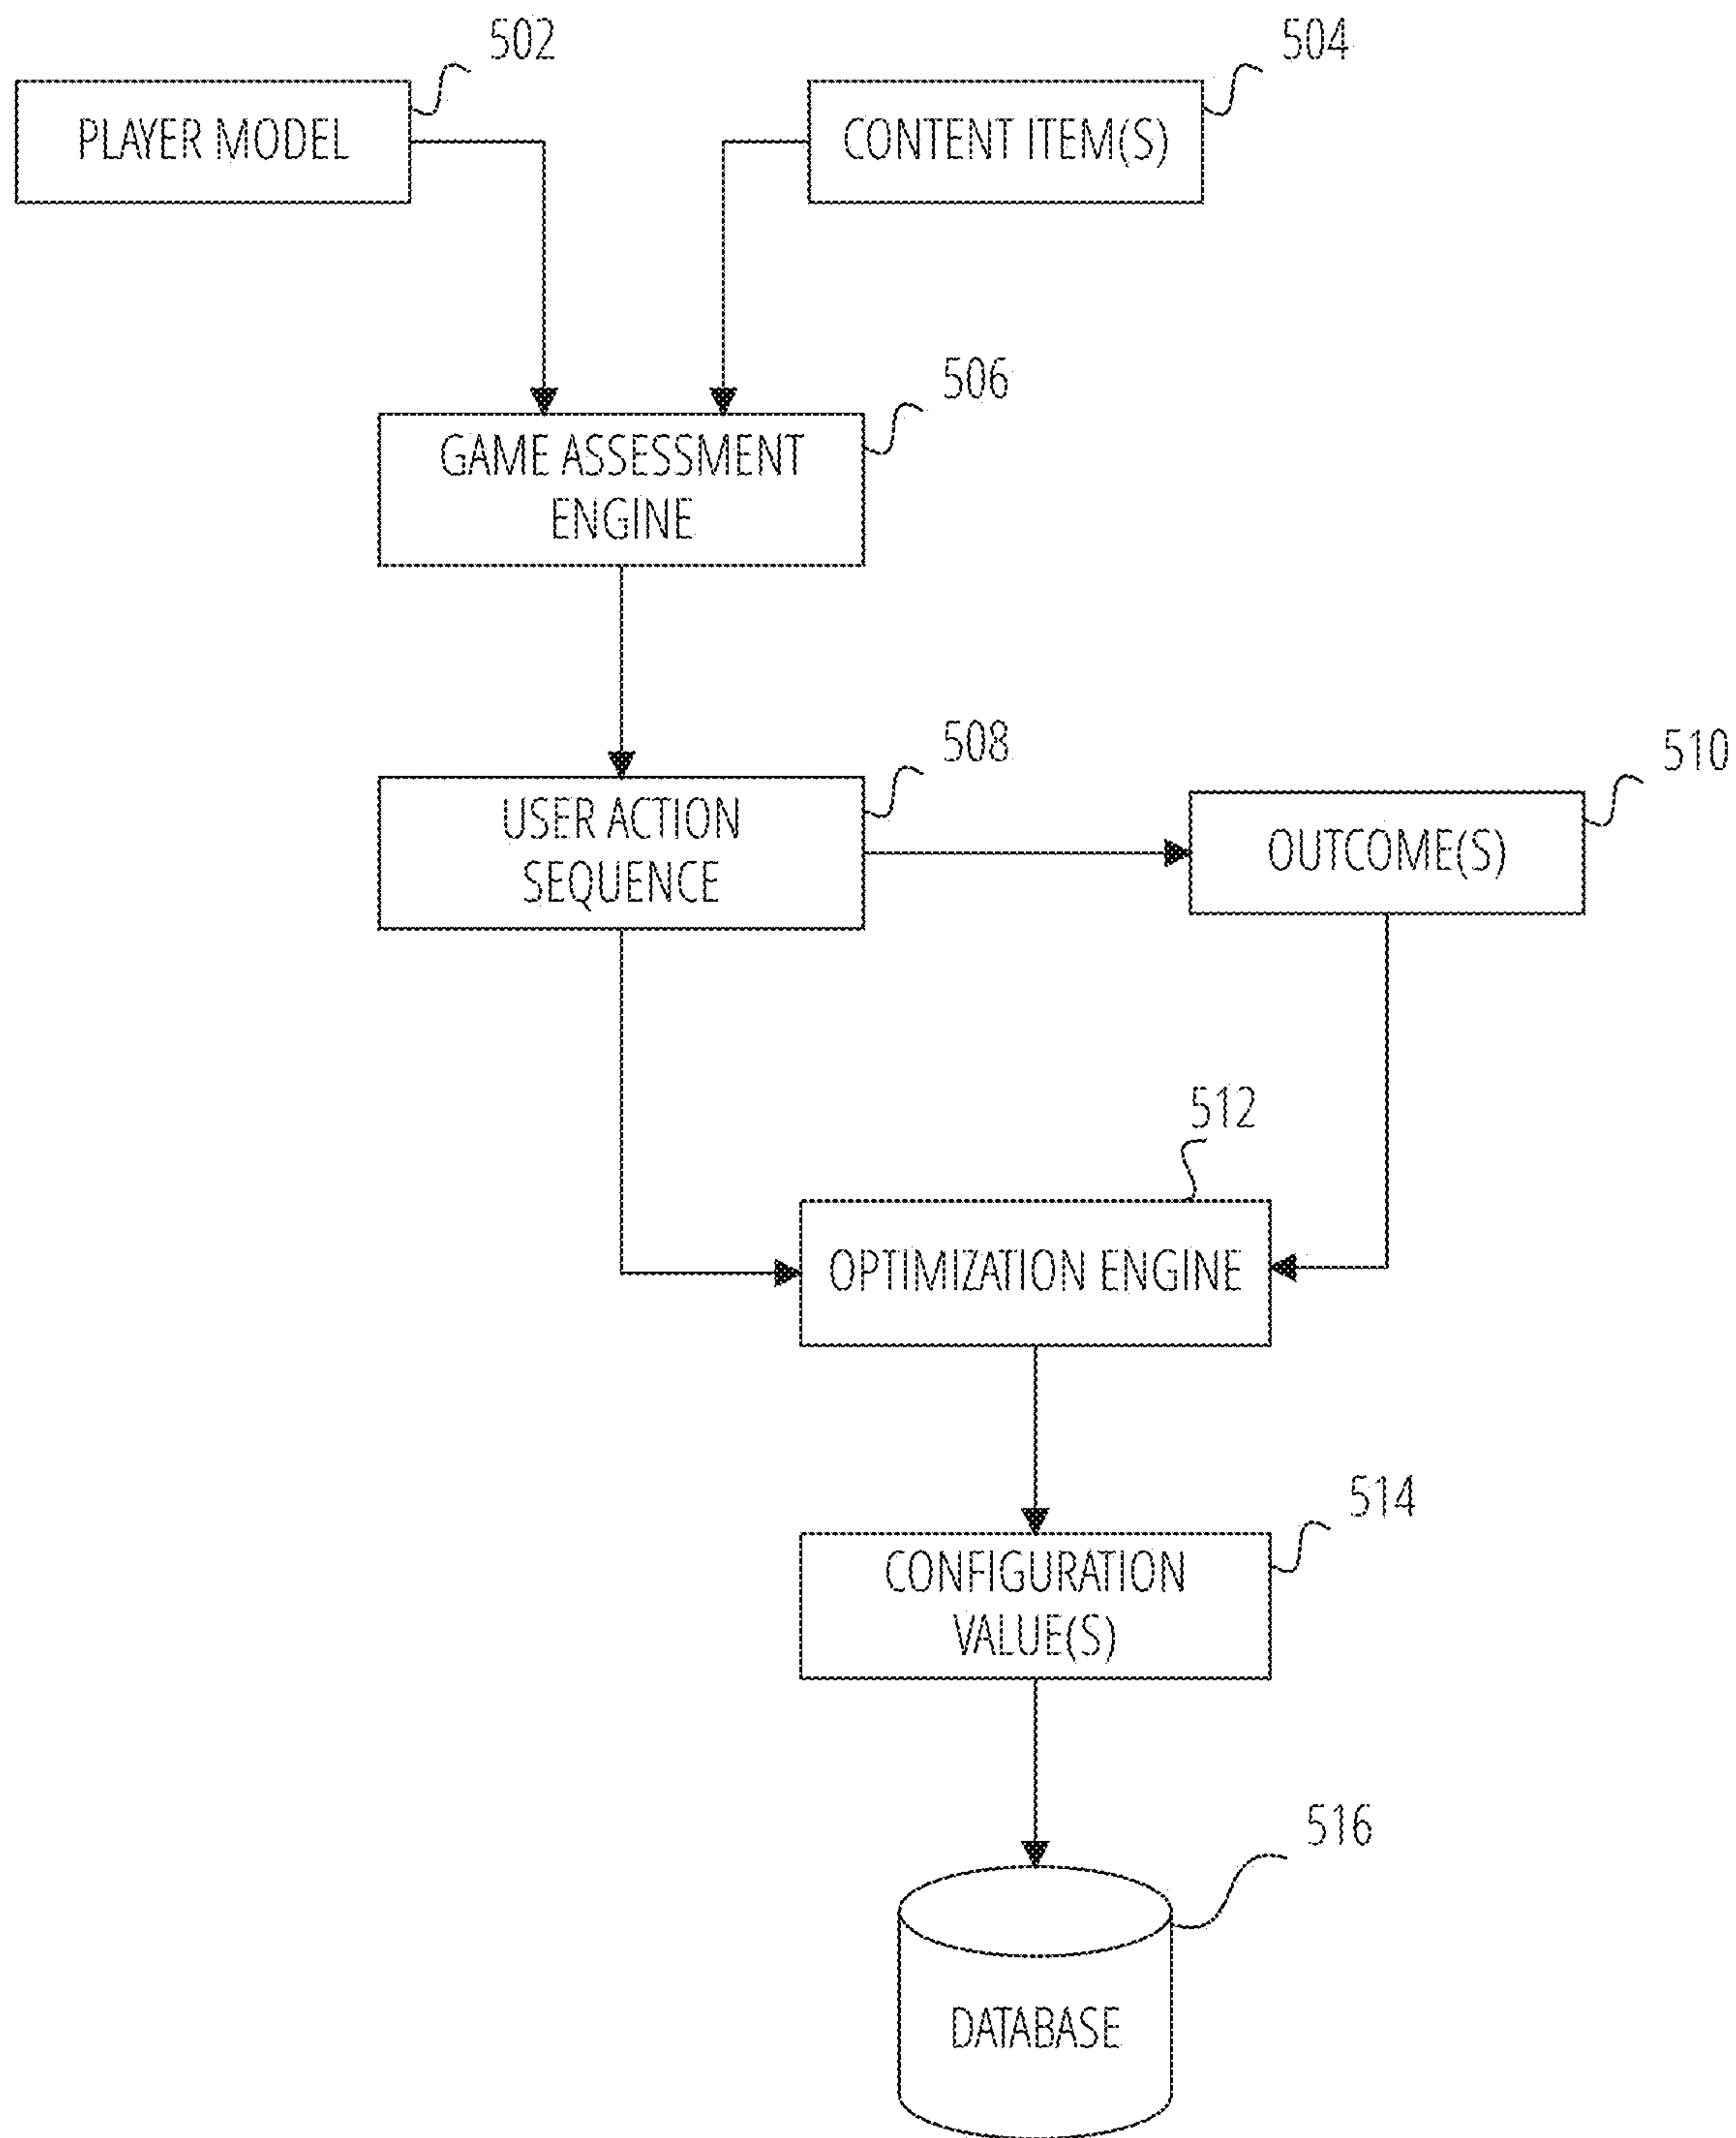 502
PLAYER MODEL
504
CONTENT ITEM(S)
506
GAME ASSESSMENT
ENGINE
508
USER ACTION
SEQUENCE
510
OUTCOME(S)
512
OPTIMIZATION ENGINE
514
CONFIGURATION
VALUE(S)
516
DATABASE